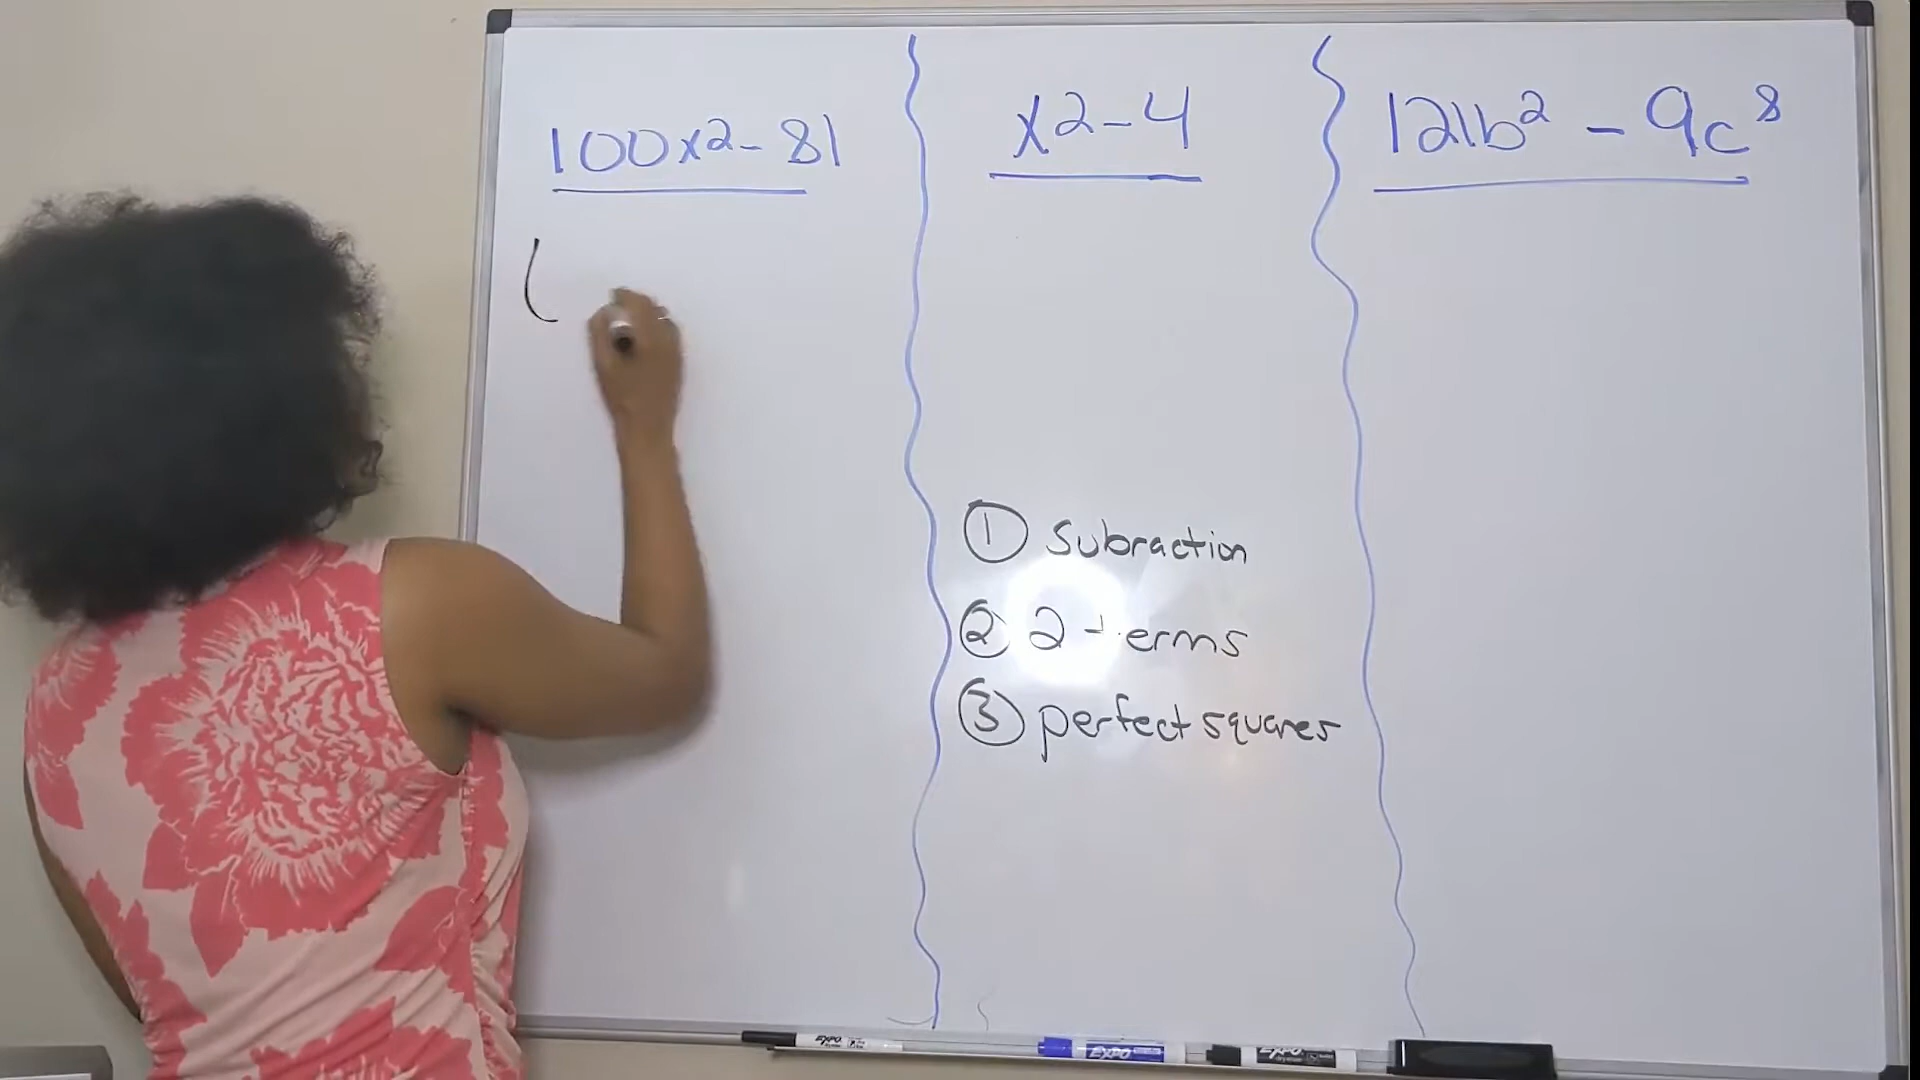 100x² - 81
x² - 4
121b² - 9c⁸
(
① subraction
② 2 terms
③ perfect squares
EXPO
EXPO
EXPO